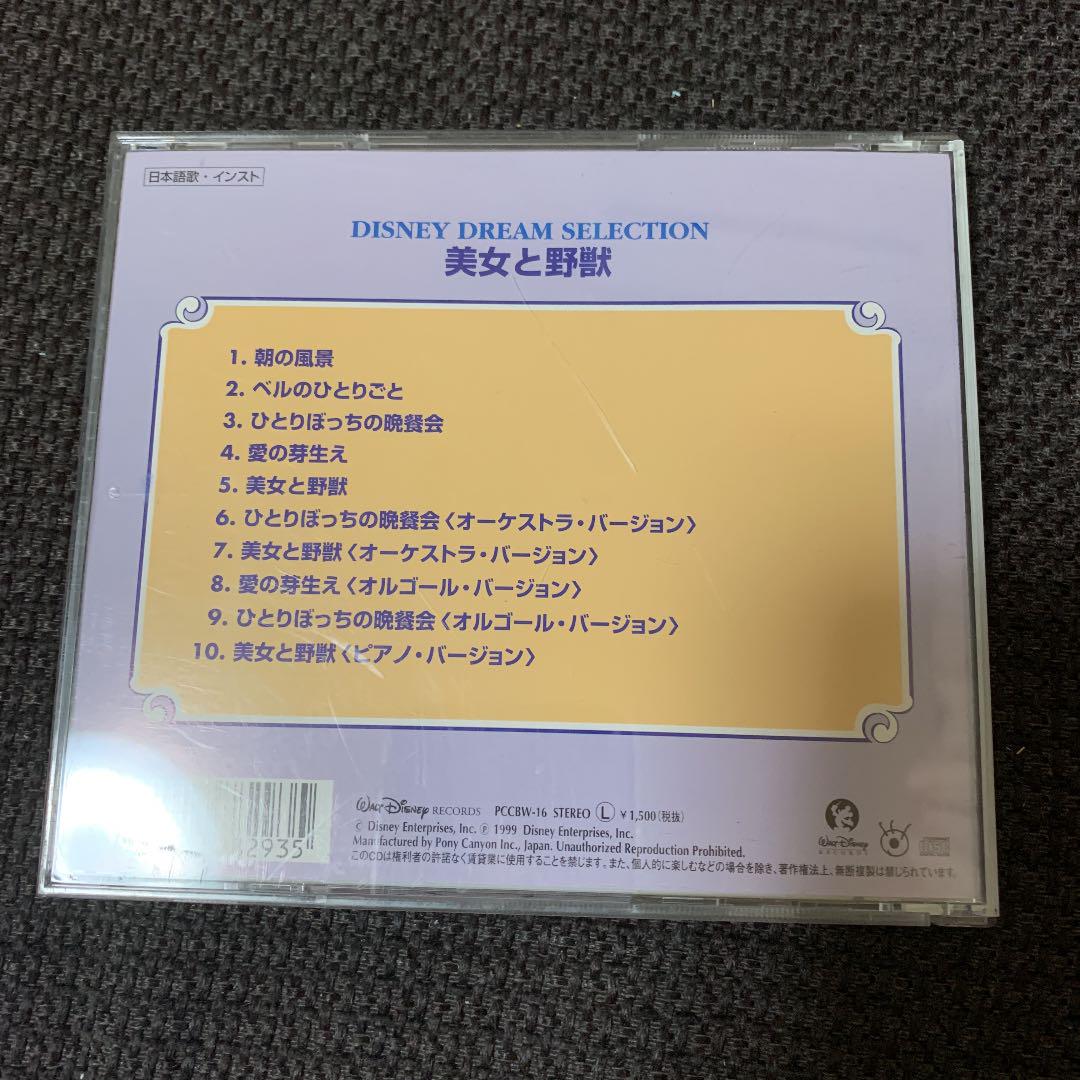 日本語歌・インスト
DISNEY DREAM SELECTION
美女と野獣
1. 朝の風景
2. ベルのひとりごと
3. ひとりぼっちの晩餐会
4. 愛の芽生え
5. 美女と野獣
6. ひとりぼっちの晩餐会〈オーケストラ・バージョン〉
7. 美女と野獣〈オーケストラ・バージョン〉
8. 愛の芽生え〈オルゴール・バージョン〉
9. ひとりぼっちの晩餐会〈オルゴール・バージョン〉
10. 美女と野獣〈ピアノ・バージョン〉
2935
WALT DISNEY RECORDS PCCBW-16 STEREO Ⓛ ¥1,500(税抜)
© Disney Enterprises, Inc. ℗ 1999 Disney Enterprises, Inc.
Manufactured by Pony Canyon Inc., Japan. Unauthorized Reproduction Prohibited.
このCDは権利者の許諾なく賃貸業に使用することを禁じます。また、個人的に楽しむなどの場合を除き、著作権法上、無断複製は禁じられています。
WALT DISNEY
RECORDS